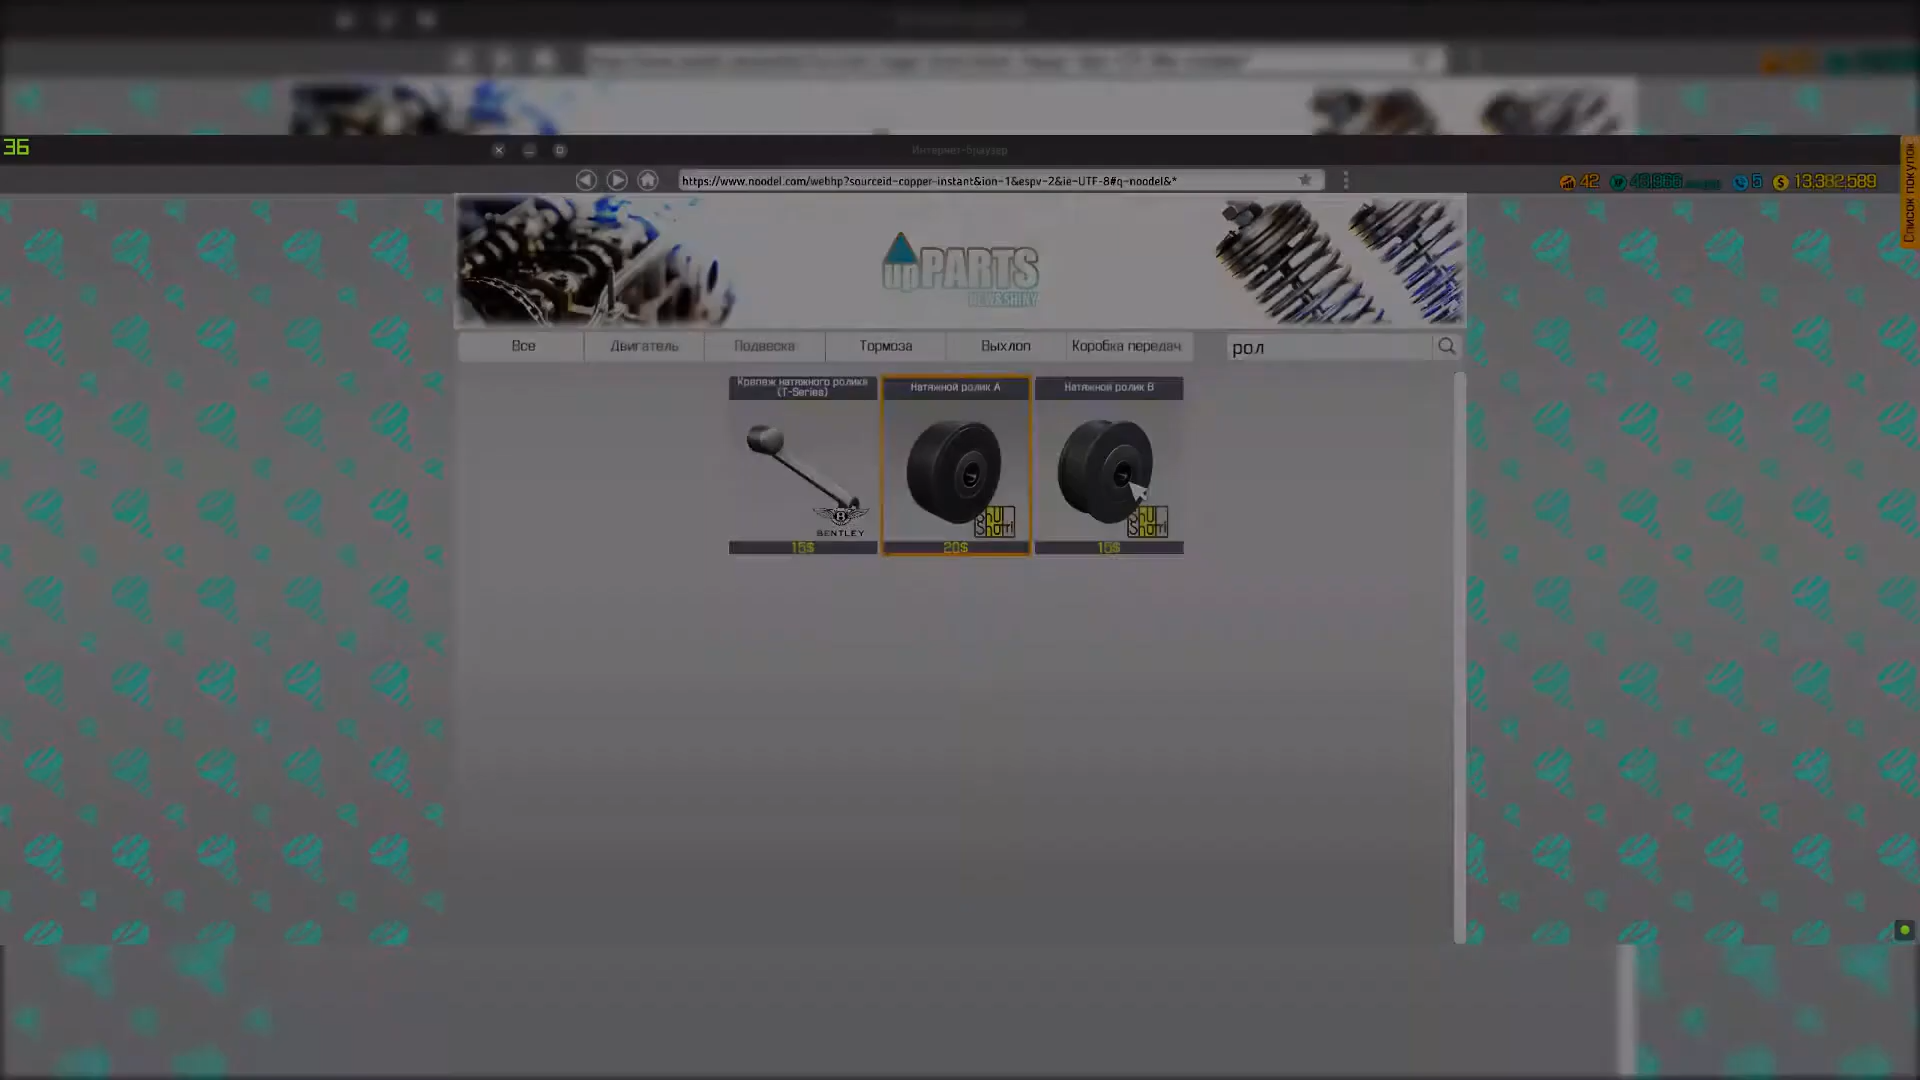 36
Интернет-браузер
https://www.noodel.com/webhp?sourceid-copper-instant&ion-1&espv-2&ie-UTF-8#q-noodel&*
42
5
13,382,589
Список покупок
upPARTS
NEW & SHINY
Все
Двигатель
Подвеска
Тормоза
Выхлоп
Коробка передач
рол
Крепеж натяжного ролика
(T-Series)
Натяжной ролик A
Натяжной ролик B
BENTLEY
15$
20$
15$